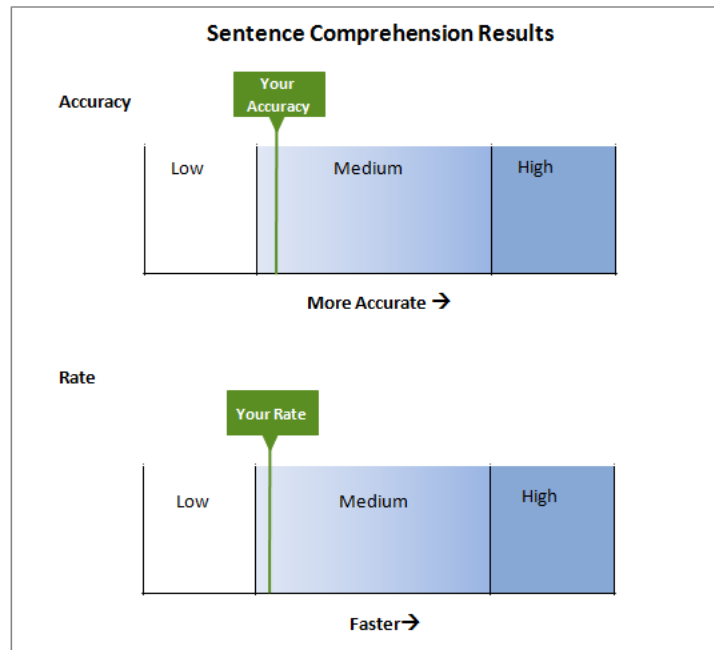 Sentence Comprehension Results
Your
Accuracy
Accuracy
Low
Medium
High
More Accurate →
Rate
Your Rate
Low
Medium
High
Faster→